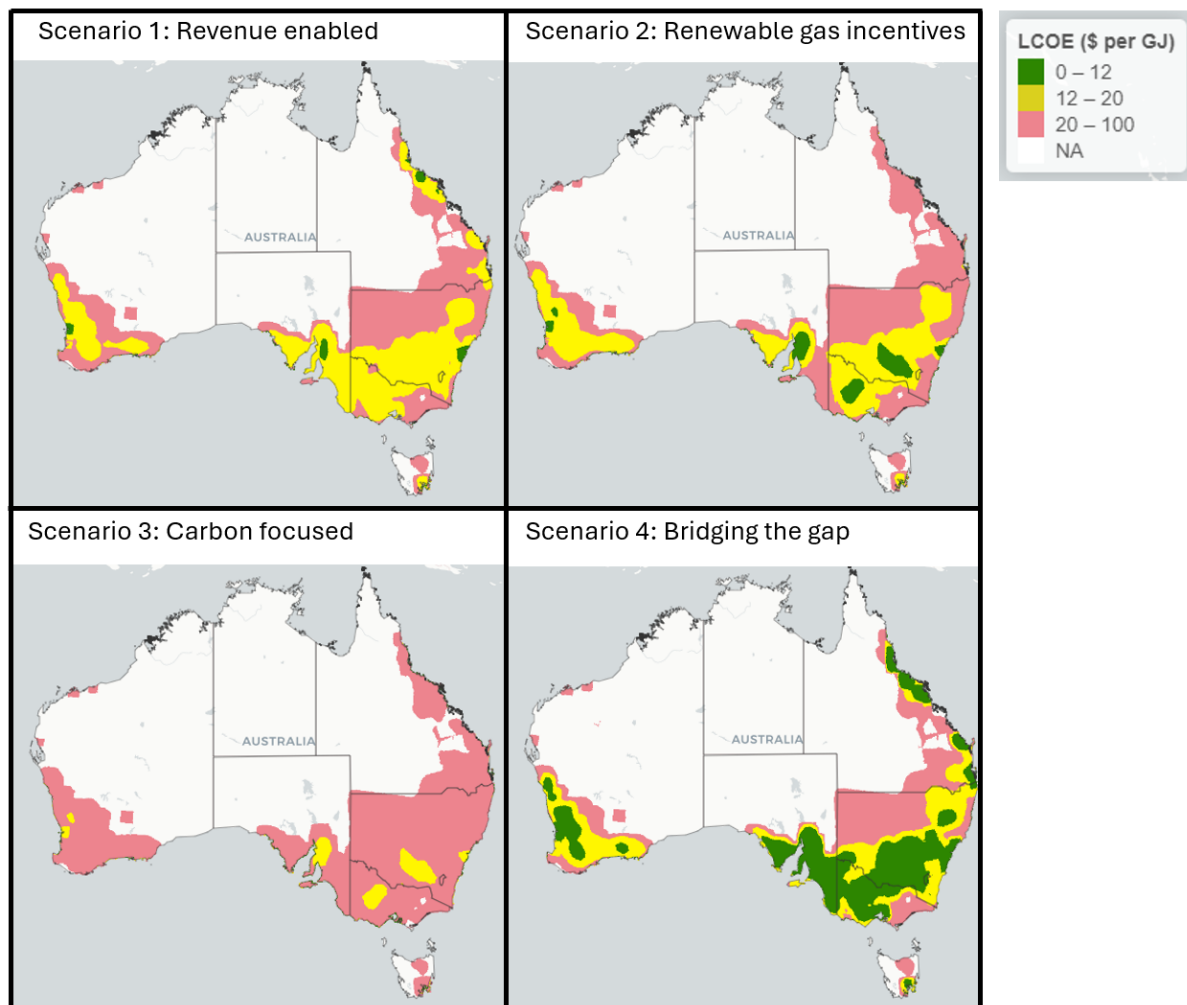 Scenario 1: Revenue enabled
Scenario 2: Renewable gas incentives
LCOE ($ per GJ)
0 – 12
12 – 20
20 – 100
NA
AUSTRALIA
AUSTRALIA
Scenario 3: Carbon focused
Scenario 4: Bridging the gap
AUSTRALIA
AUSTRALIA